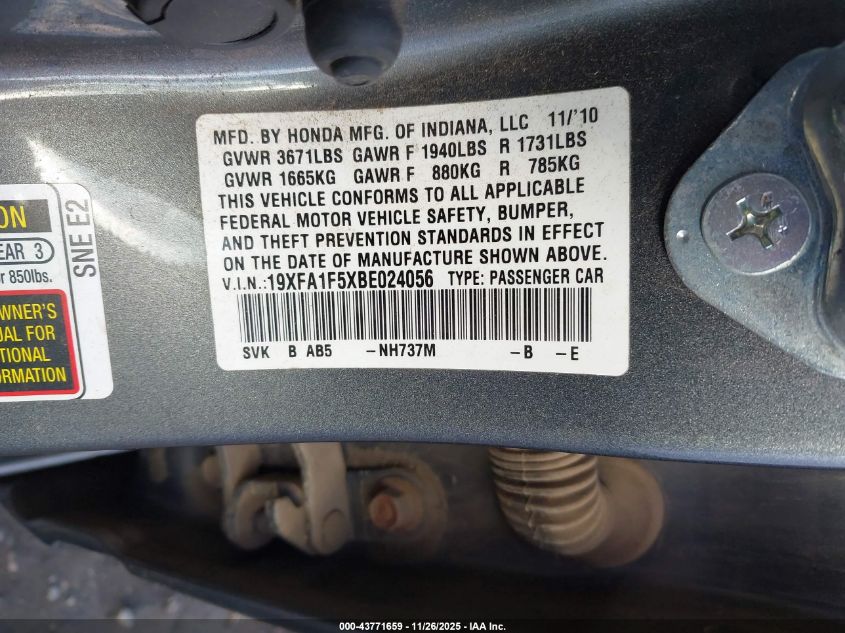 MFD. BY HONDA MFG. OF INDIANA, LLC 11/'10
GVWR 3671LBS GAWR F 1940LBS R 1731LBS
GVWR 1665KG GAWR F 880KG R 785KG
THIS VEHICLE CONFORMS TO ALL APPLICABLE
FEDERAL MOTOR VEHICLE SAFETY, BUMPER,
AND THEFT PREVENTION STANDARDS IN EFFECT
ON THE DATE OF MANUFACTURE SHOWN ABOVE.
V.I.N.:19XFA1F5XBE024056 TYPE: PASSENGER CAR
SVK B AB5 -NH737M -B -E
ON
EAR 3
r 850lbs.
SNE E2
OWNER'S
UAL FOR
TIONAL
ORMATION
000-43771659 - 11/26/2025 - IAA Inc.